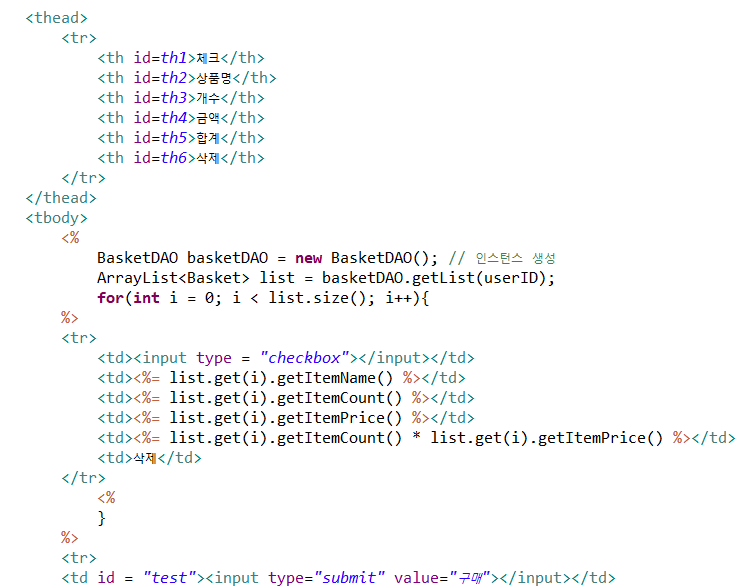 <thead>
<tr>
<th id=th1>체크</th>
<th id=th2>상품명</th>
<th id=th3>개수</th>
<th id=th4>금액</th>
<th id=th5>합계</th>
<th id=th6>삭제</th>
</tr>
</thead>
<tbody>
<%
BasketDAO basketDAO = new BasketDAO(); // 인스턴스 생성
ArrayList<Basket> list = basketDAO.getList(userID);
for(int i = 0; i < list.size(); i++){
%>
<tr>
<td><input type = "checkbox"></input></td>
<td><%= list.get(i).getItemName() %></td>
<td><%= list.get(i).getItemCount() %></td>
<td><%= list.get(i).getItemPrice() %></td>
<td><%= list.get(i).getItemCount() * list.get(i).getItemPrice() %></td>
<td>삭제</td>
</tr>
<%
}
%>
<tr>
<td id = "test"><input type="submit" value="구매"></input></td>